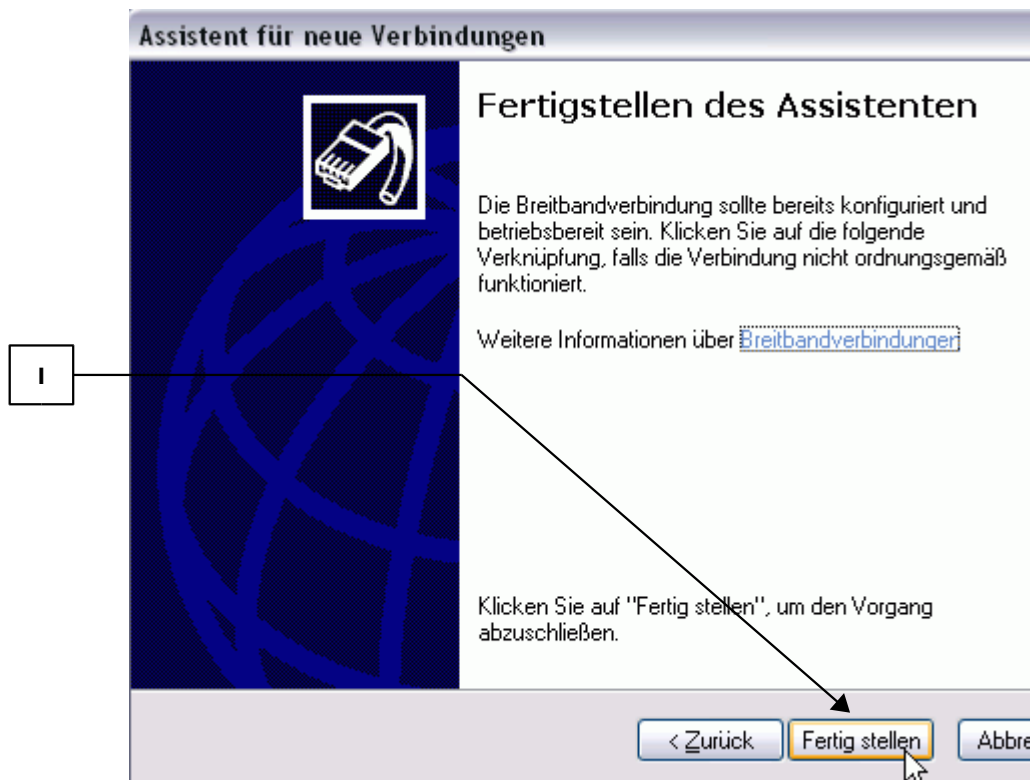 Assistent für neue Verbindungen
Fertigstellen des Assistenten
Die Breitbandverbindung sollte bereits konfiguriert und
betriebsbereit sein. Klicken Sie auf die folgende
Verknüpfung, falls die Verbindung nicht ordnungsgemäß
funktioniert.
Weitere Informationen über Breitbandverbindungen
I
Klicken Sie auf "Fertig stellen", um den Vorgang
abzuschließen.
< Zurück Fertig stellen Abbre